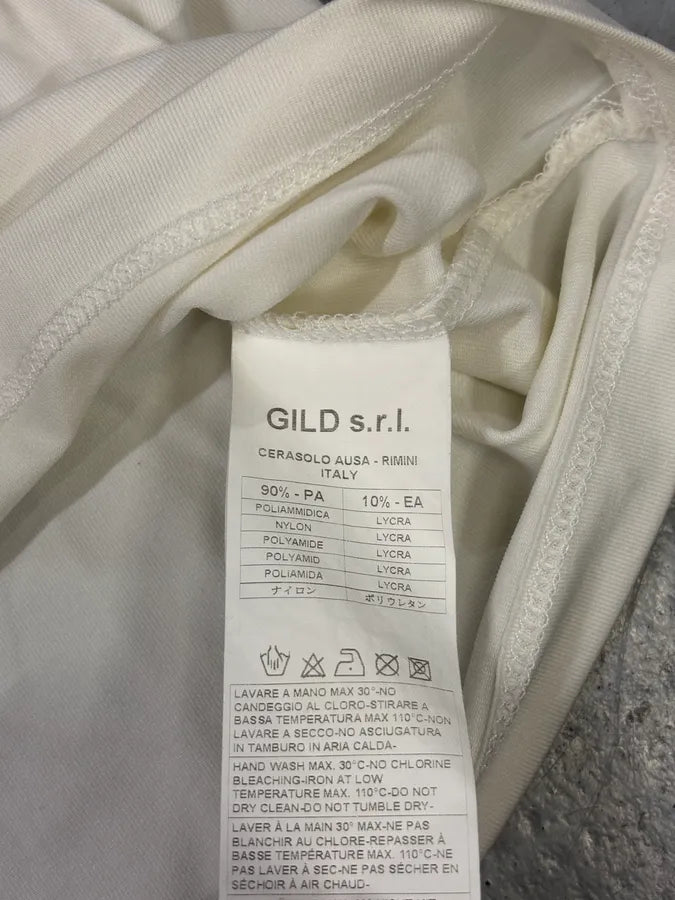 GILD s.r.l.
CERASOLO AUSA - RIMINI
ITALY
90% - PA 10% - EA
POLIAMMIDICA LYCRA
NYLON LYCRA
POLYAMIDE LYCRA
POLYAMID LYCRA
POLiAMIDA LYCRA
ナイロン ポリウレタン
LAVARE A MANO MAX 30°-NO
CANDEGGIO AL CLORO-STIRARE A
BASSA TEMPERATURA MAX 110°C-NON
LAVARE A SECCO-NO ASCIUGATURA
IN TAMBURO IN ARIA CALDA-
HAND WASH MAX. 30°C-NO CHLORINE
BLEACHING-IRON AT LOW
TEMPERATURE MAX. 110°C-DO NOT
DRY CLEAN-DO NOT TUMBLE DRY-
LAVER À LA MAIN 30° MAX-NE PAS
BLANCHIR AU CHLORE-REPASSER À
BASSE TEMPÉRATURE MAX. 110°C-NE
PAS LAVER À SEC-NE PAS SÉCHER EN
SÉCHOIR À AIR CHAUD-